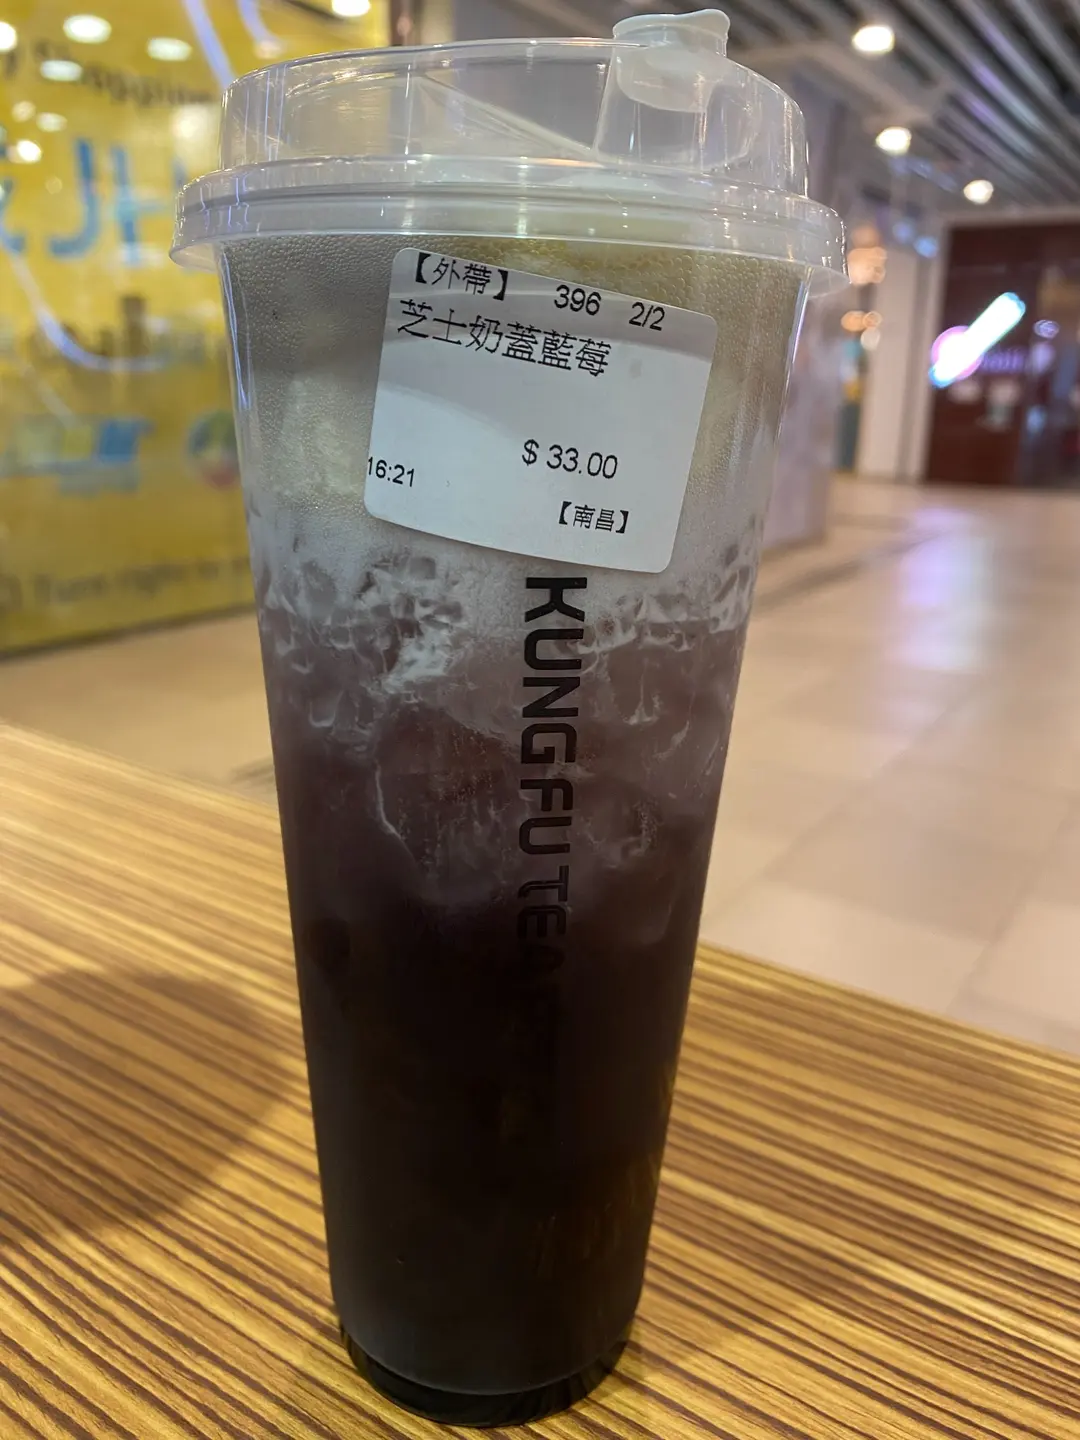 【外帶】 396 2/2
芝士奶蓋藍莓
$ 33.00
16:21
【南昌】
KUNG FU TEA